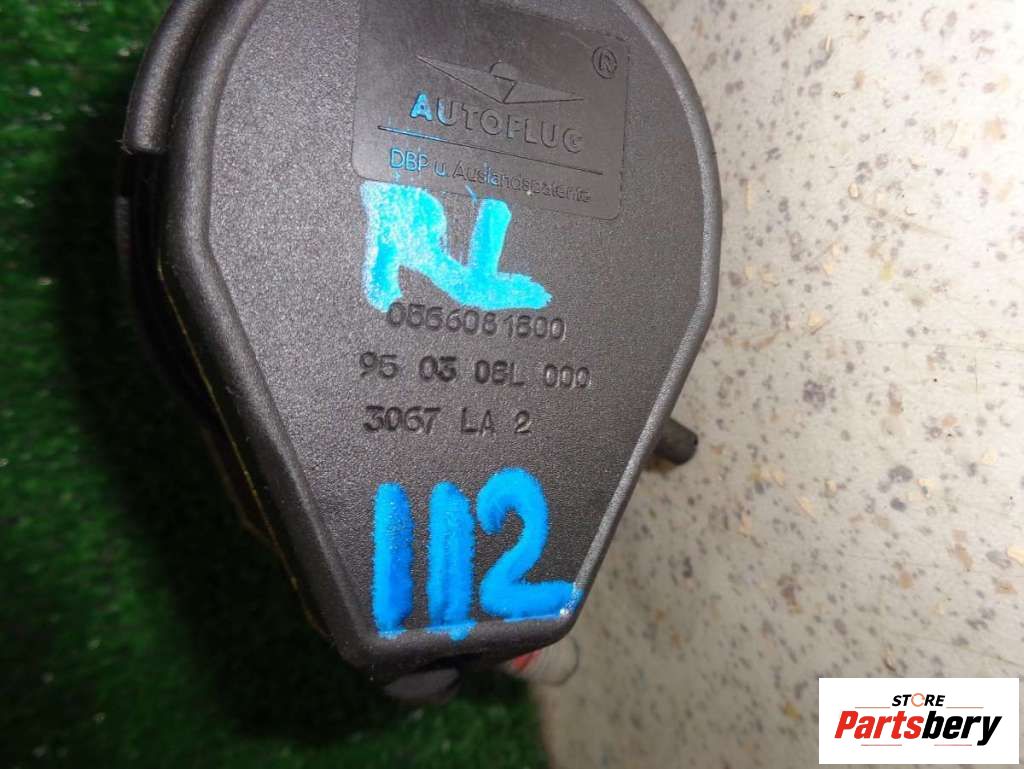 ®
AUTOFLUG
DBP u. Auslandspatente
RL
0566081600
95 03 08L 000
3067 LA 2
112
STORE
Partsbery